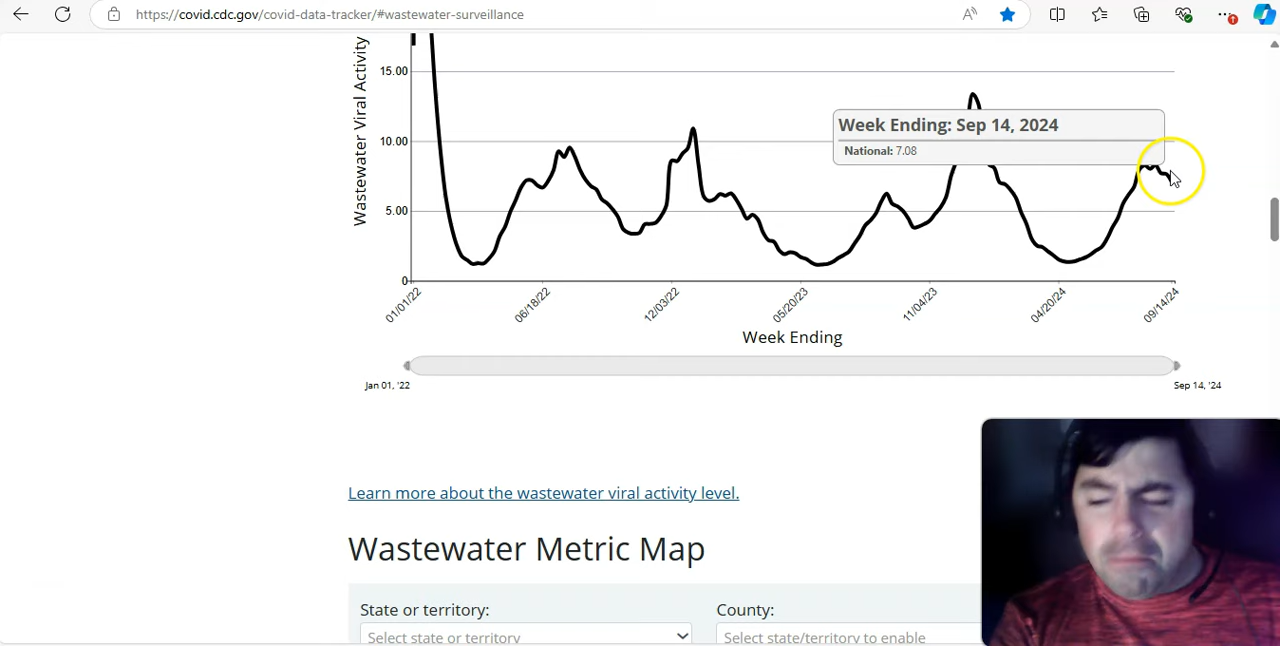 https://covid.cdc.gov/covid-data-tracker/#wastewater-surveillance
Wastewater Viral Activity
15.00
10.00
5.00
0
Week Ending: Sep 14, 2024
National: 7.08
01/01/22
06/18/22
12/03/22
05/20/23
11/04/23
04/20/24
09/14/24
Week Ending
Jan 01, '22
Sep 14, '24
Learn more about the wastewater viral activity level.
Wastewater Metric Map
State or territory:
County:
Select state or territory
Select state/territory to enable